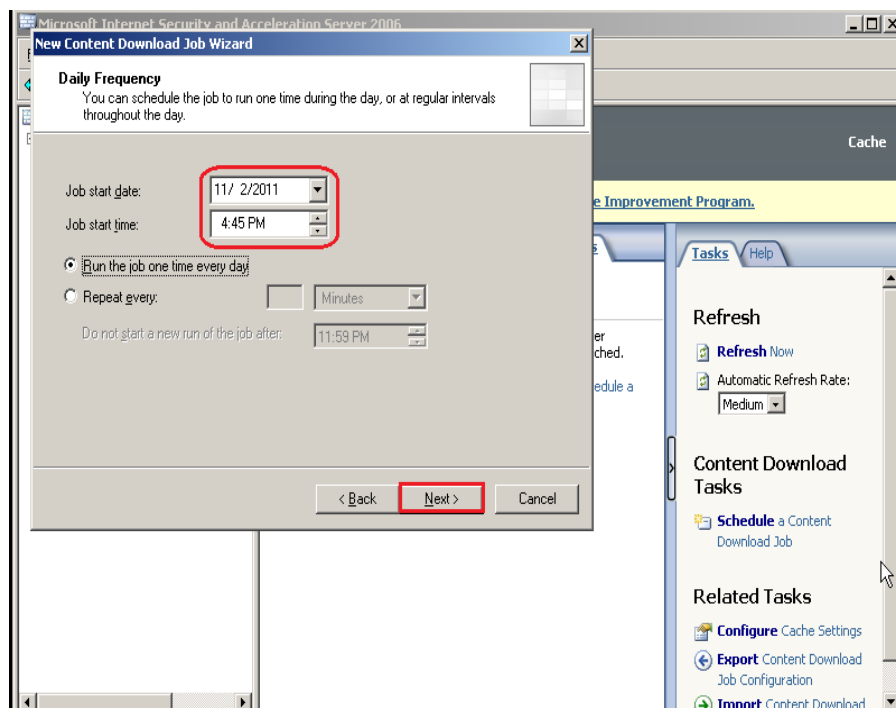 Microsoft Internet Security and Acceleration Server 2006
New Content Download Job Wizard
Daily Frequency
You can schedule the job to run one time during the day, or at regular intervals
throughout the day.
Job start date:
11/ 2/2011
Job start time:
4:45 PM
Run the job one time every day
Repeat every:
Minutes
Do not start a new run of the job after:
11:59 PM
< Back
Next >
Cancel
Cache
e Improvement Program.
er
ched.
edule a
Tasks
Help
Refresh
Refresh Now
Automatic Refresh Rate:
Medium
Content Download
Tasks
Schedule a Content
Download Job
Related Tasks
Configure Cache Settings
Export Content Download
Job Configuration
Import Content Download